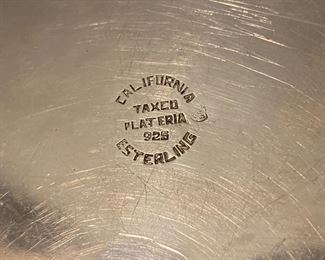 CALIFORNIA
TAXCO
PLATERIA
925
ESTERLING